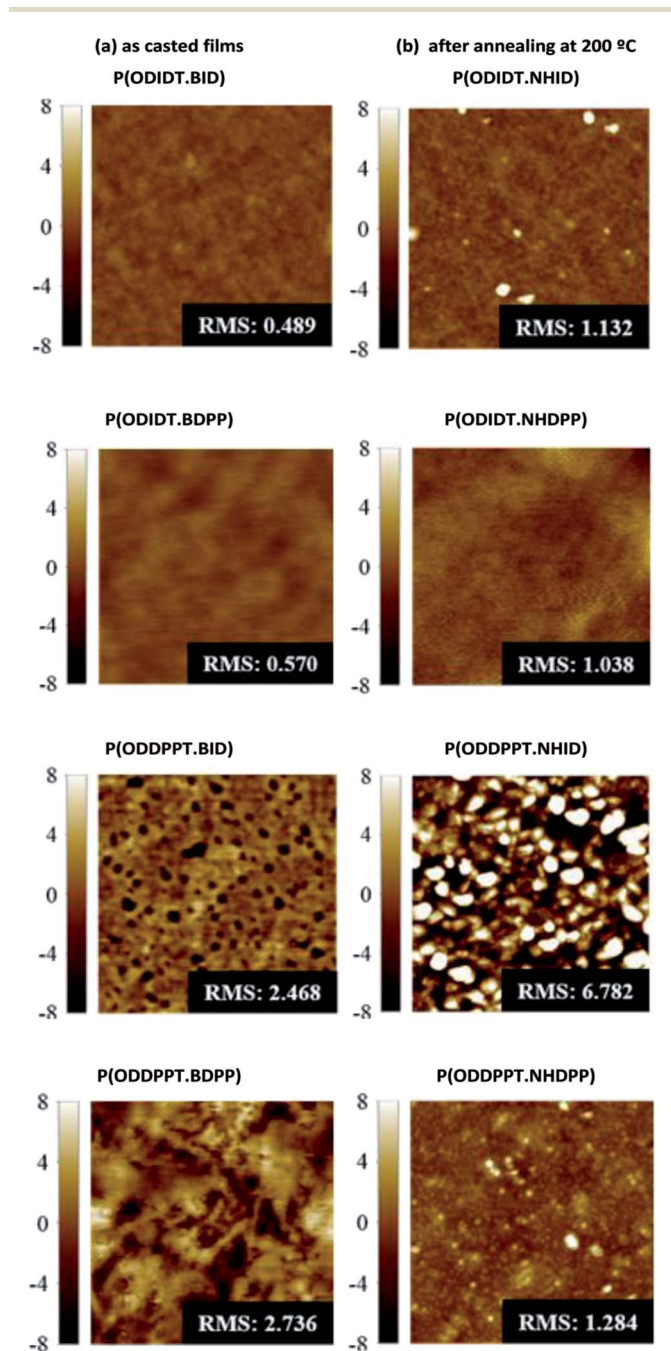 (a) as casted films
(b) after annealing at 200 ºC
P(ODIDT.BID)
P(ODIDT.NHID)
8
4
0
-4
-8
RMS: 0.489
8
4
0
-4
-8
RMS: 1.132
P(ODIDT.BDPP)
P(ODIDT.NHDPP)
8
4
0
-4
-8
RMS: 0.570
8
4
0
-4
-8
RMS: 1.038
P(ODDPPT.BID)
P(ODDPPT.NHID)
8
4
0
-4
-8
RMS: 2.468
8
4
0
-4
-8
RMS: 6.782
P(ODDPPT.BDPP)
P(ODDPPT.NHDPP)
8
4
0
-4
-8
RMS: 2.736
8
4
0
-4
-8
RMS: 1.284